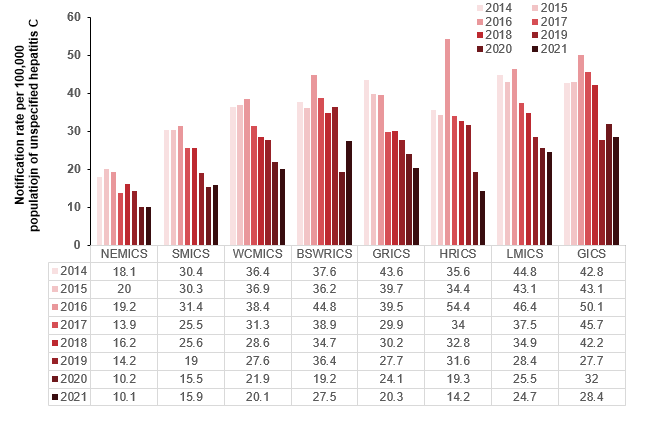 2014 2015
2016 2017
2018 2019
2020 2021
Notification rate per 100,000
populatiojn of unspecified hepatitis C
60
50
40
30
20
10
0
NEMICS SMICS WCMICS BSWRICS GRICS HRICS LMICS GICS
2014 18.1 30.4 36.4 37.6 43.6 35.6 44.8 42.8
2015 20 30.3 36.9 36.2 39.7 34.4 43.1 43.1
2016 19.2 31.4 38.4 44.8 39.5 54.4 46.4 50.1
2017 13.9 25.5 31.3 38.9 29.9 34 37.5 45.7
2018 16.2 25.6 28.6 34.7 30.2 32.8 34.9 42.2
2019 14.2 19 27.6 36.4 27.7 31.6 28.4 27.7
2020 10.2 15.5 21.9 19.2 24.1 19.3 25.5 32
2021 10.1 15.9 20.1 27.5 20.3 14.2 24.7 28.4